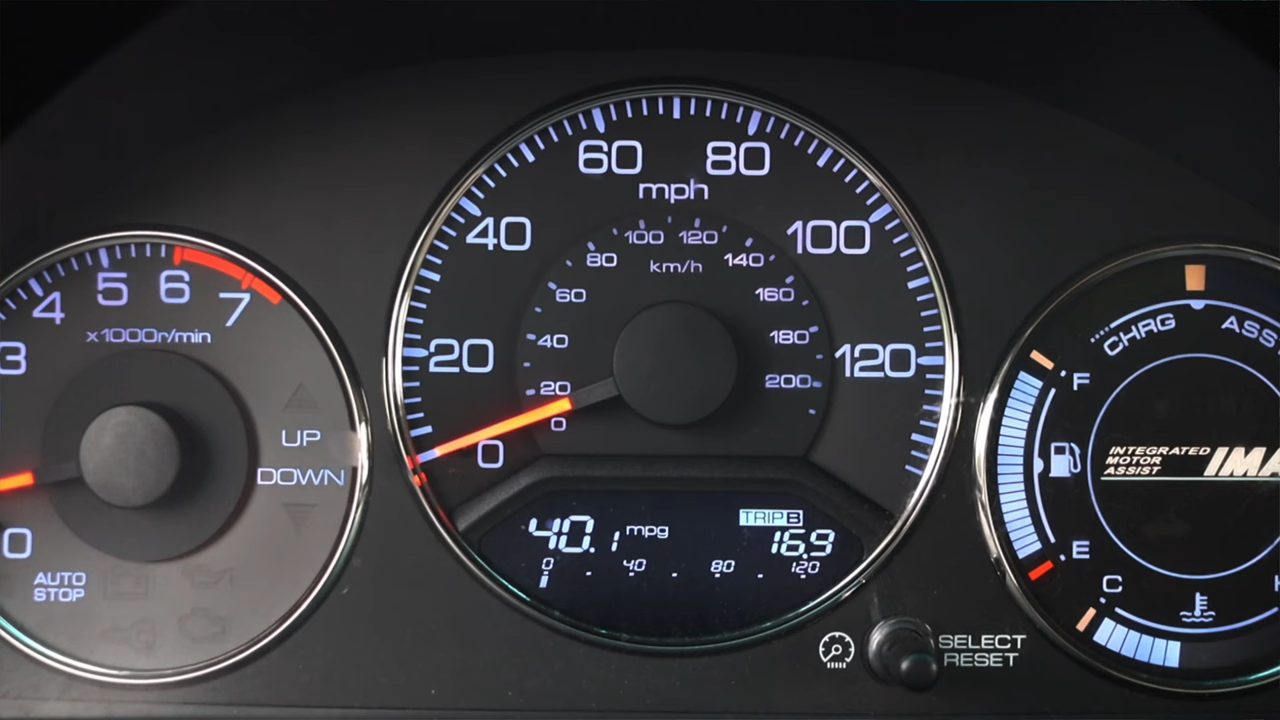 3
4
5
6
7
x1000r/min
UP
DOWN
0
AUTO
STOP
0
20
40
60
80
100
120
mph
0
20
40
60
80
100
120
140
160
180
200
km/h
40.1 mpg
TRIP B
16.9
0 40 80 120
SELECT
RESET
CHRG
F
E
INTEGRATED
MOTOR
ASSIST
C